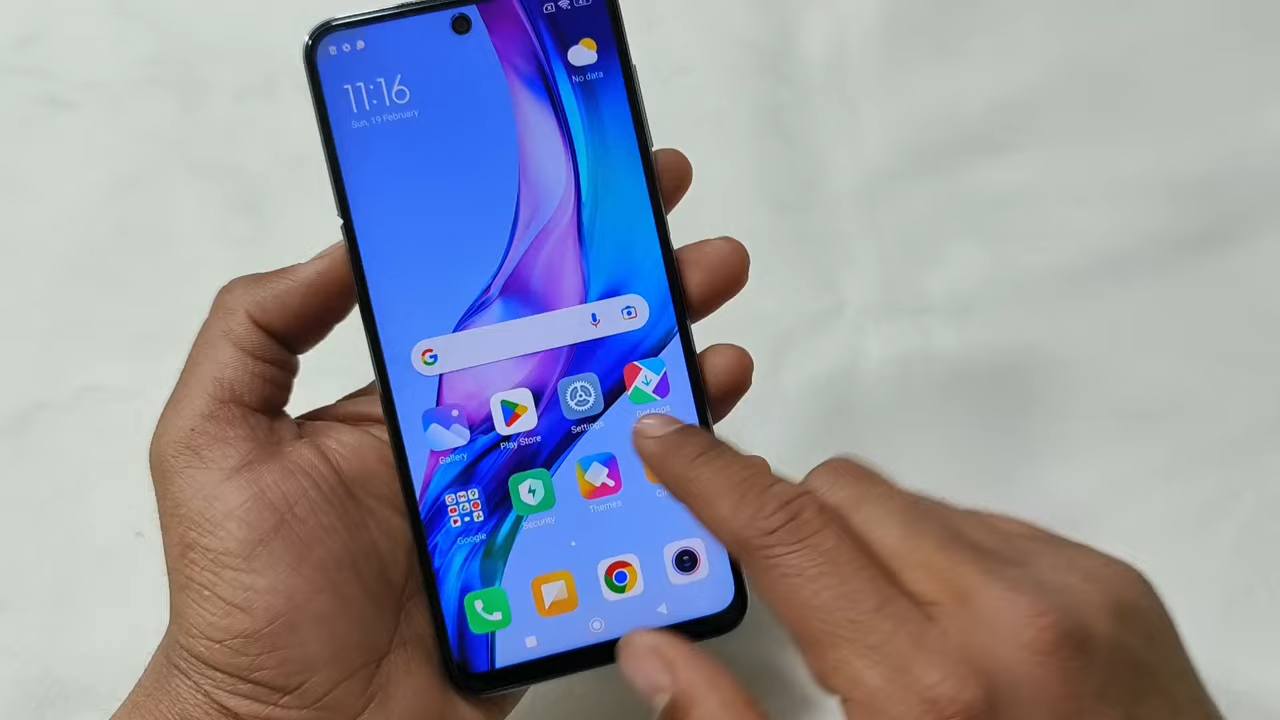 11:16
Sun, 19 February
No data
Gallery
Play Store
Settings
GetApps
Google
Security
Themes